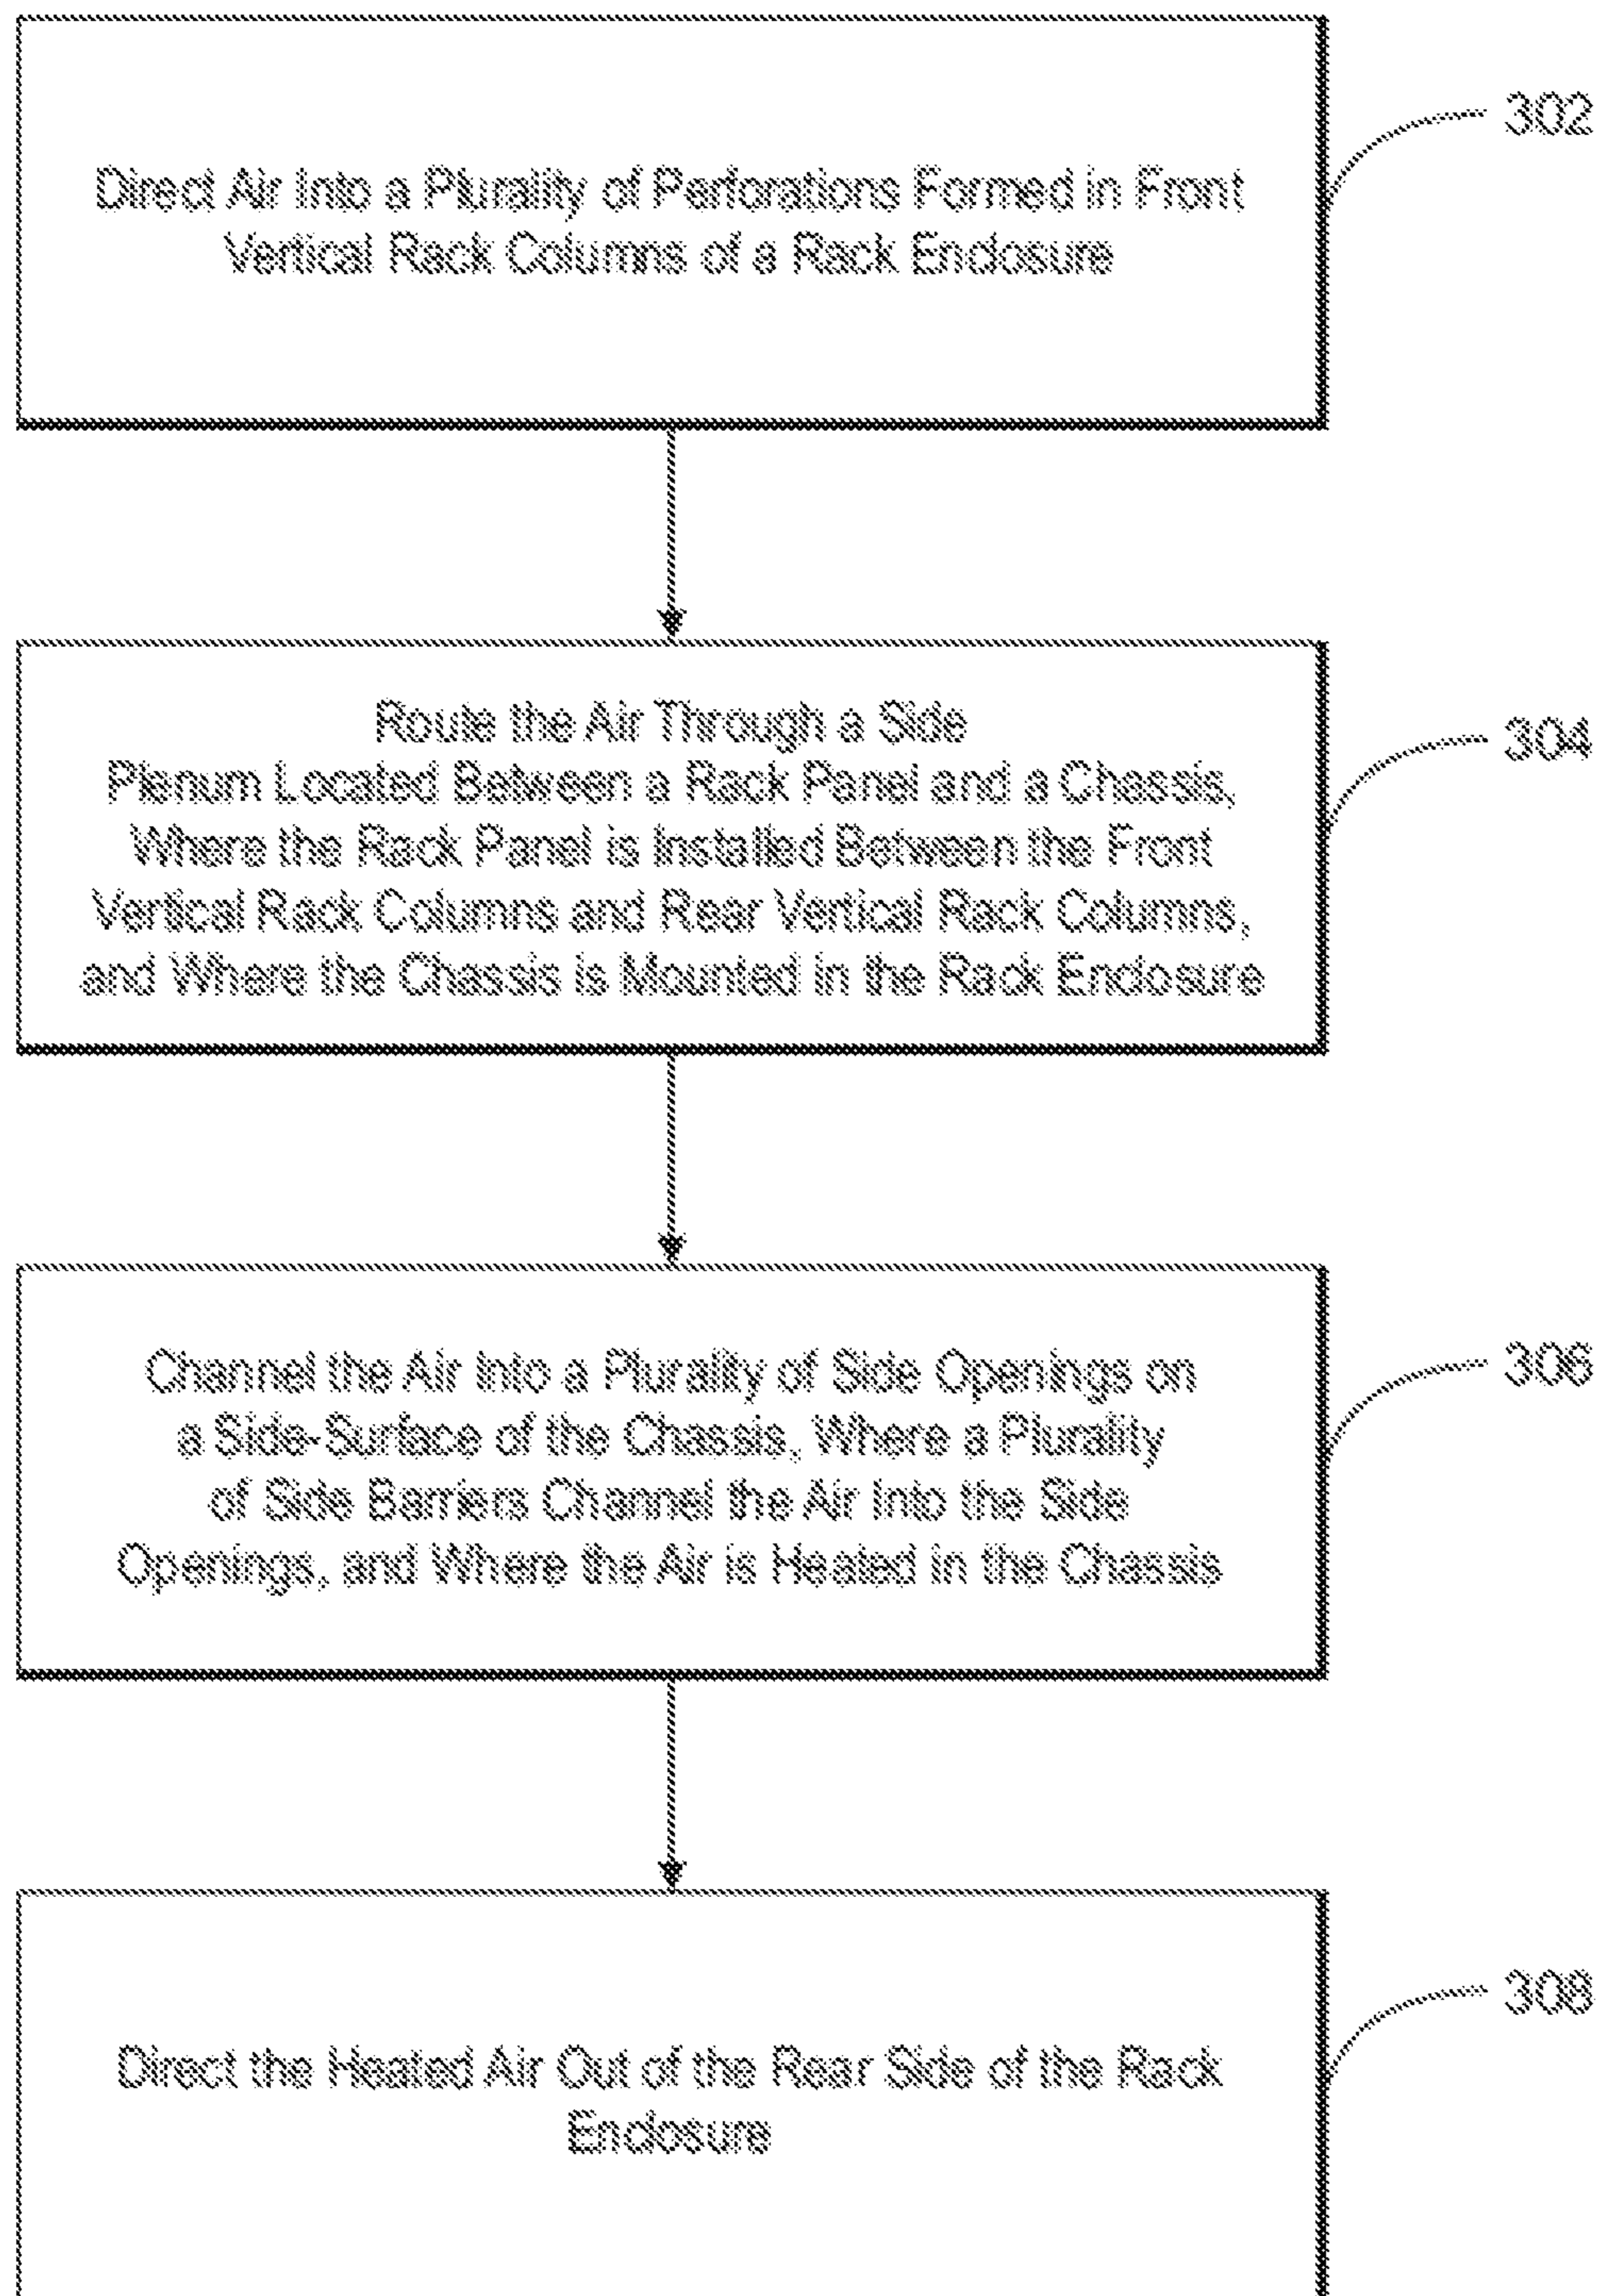 Direct Air Into a Plurality of Perforations Formed in Front
Vertical Rack Columns of a Rack Enclosure
302
Route the Air Through a Side
Plenum Located Between a Rack Panel and a Chassis,
Where the Rack Panel is Installed Between the Front
Vertical Rack Columns and Rear Vertical Rack Columns,
and Where the Chassis is Mounted in the Rack Enclosure
304
Channel the Air Into a Plurality of Side Openings on
a Side-Surface of the Chassis, Where a Plurality
of Side Barriers Channel the Air Into the Side
Openings, and Where the Air is Heated in the Chassis
306
Direct the Heated Air Out of the Rear Side of the Rack
Enclosure
308